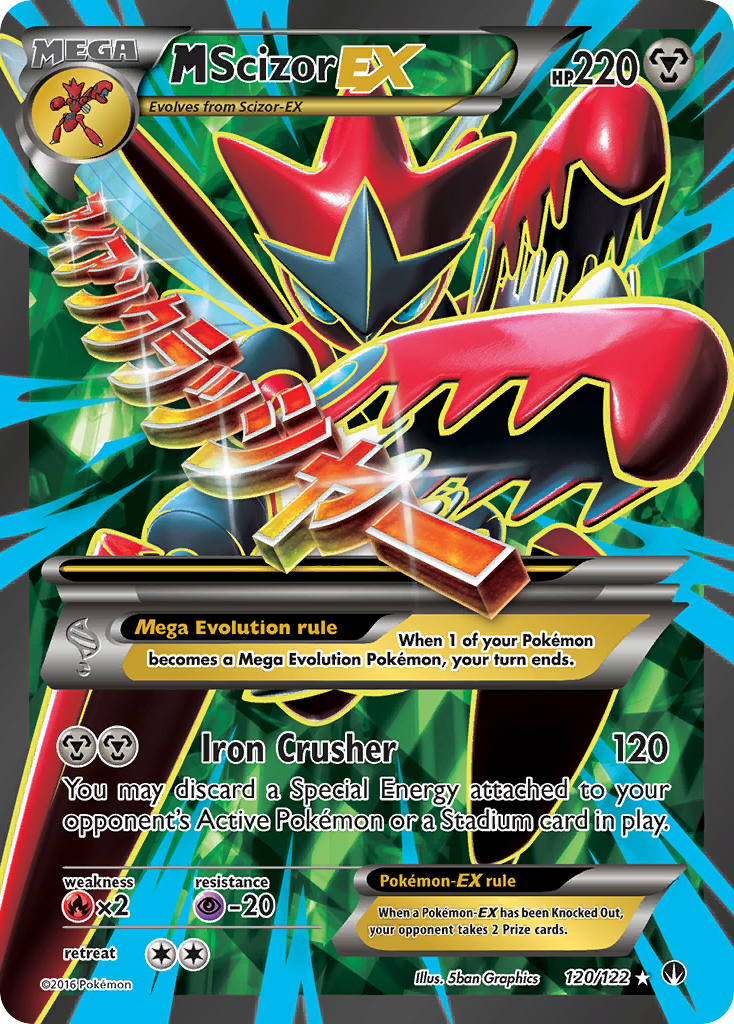 MEGA
MScizorEX
HP220
Evolves from Scizor-EX
アイアンクラッシャー
Mega Evolution rule
When 1 of your Pokémon
becomes a Mega Evolution Pokémon, your turn ends.
Iron Crusher 120
You may discard a Special Energy attached to your
opponent's Active Pokémon or a Stadium card in play.
weakness resistance
×2 -20
retreat
Pokémon-EX rule
When a Pokémon-EX has been Knocked Out,
your opponent takes 2 Prize cards.
©2016 Pokémon
Illus. 5ban Graphics 120/122